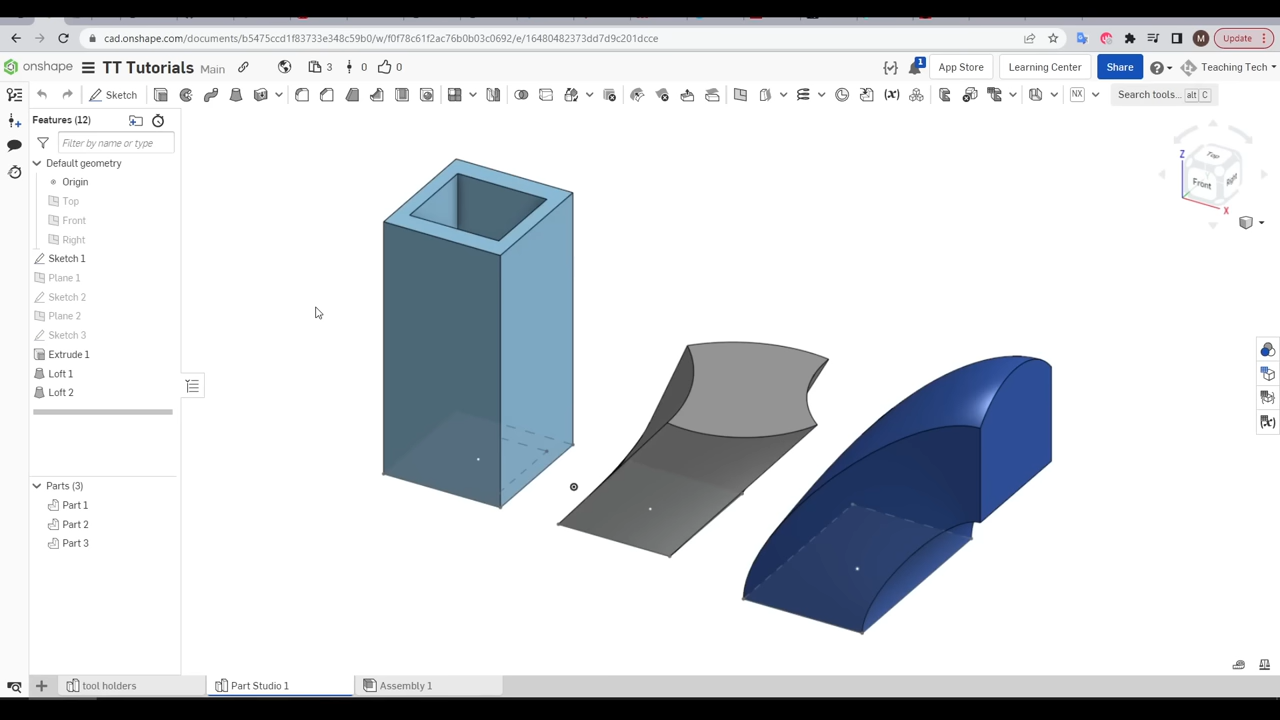 cad.onshape.com/documents/b5475ccd1f83733e348c59b0/w/f0f78c61f2ac76b0b03c0692/e/16480482373dd7d9c201dcce
M
Update
onshape
TT Tutorials
Main
3
0
0
1
App Store
Learning Center
Share
Teaching Tech
Sketch
NX
Search tools...
alt
C
Features (12)
Filter by name or type
Default geometry
Origin
Top
Front
Right
Sketch 1
Plane 1
Sketch 2
Plane 2
Sketch 3
Extrude 1
Loft 1
Loft 2
Parts (3)
Part 1
Part 2
Part 3
Z
Top
Front
Right
X
tool holders
Part Studio 1
Assembly 1